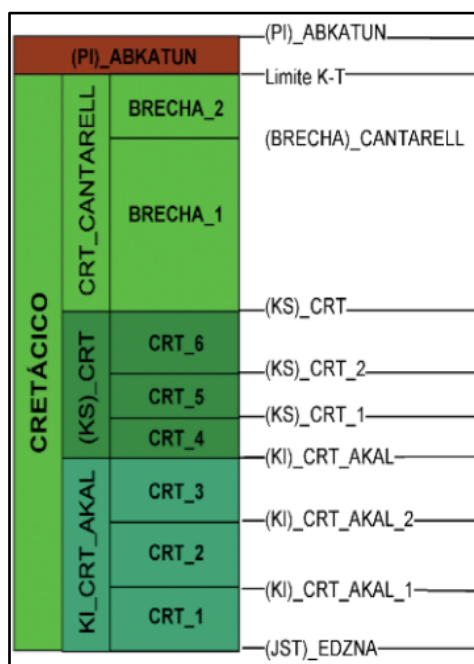 (PI)_ABKATUN
(PI)_ABKATUN
Limite K-T
BRECHA_2
(BRECHA)_CANTARELL
CRT_CANTARELL
BRECHA_1
(KS)_CRT
CRETÁCICO
(KS)_CRT
CRT_6
(KS)_CRT_2
CRT_5
(KS)_CRT_1
CRT_4
(KI)_CRT_AKAL
KI_CRT_AKAL
CRT_3
(KI)_CRT_AKAL_2
CRT_2
(KI)_CRT_AKAL_1
CRT_1
(JST)_EDZNA